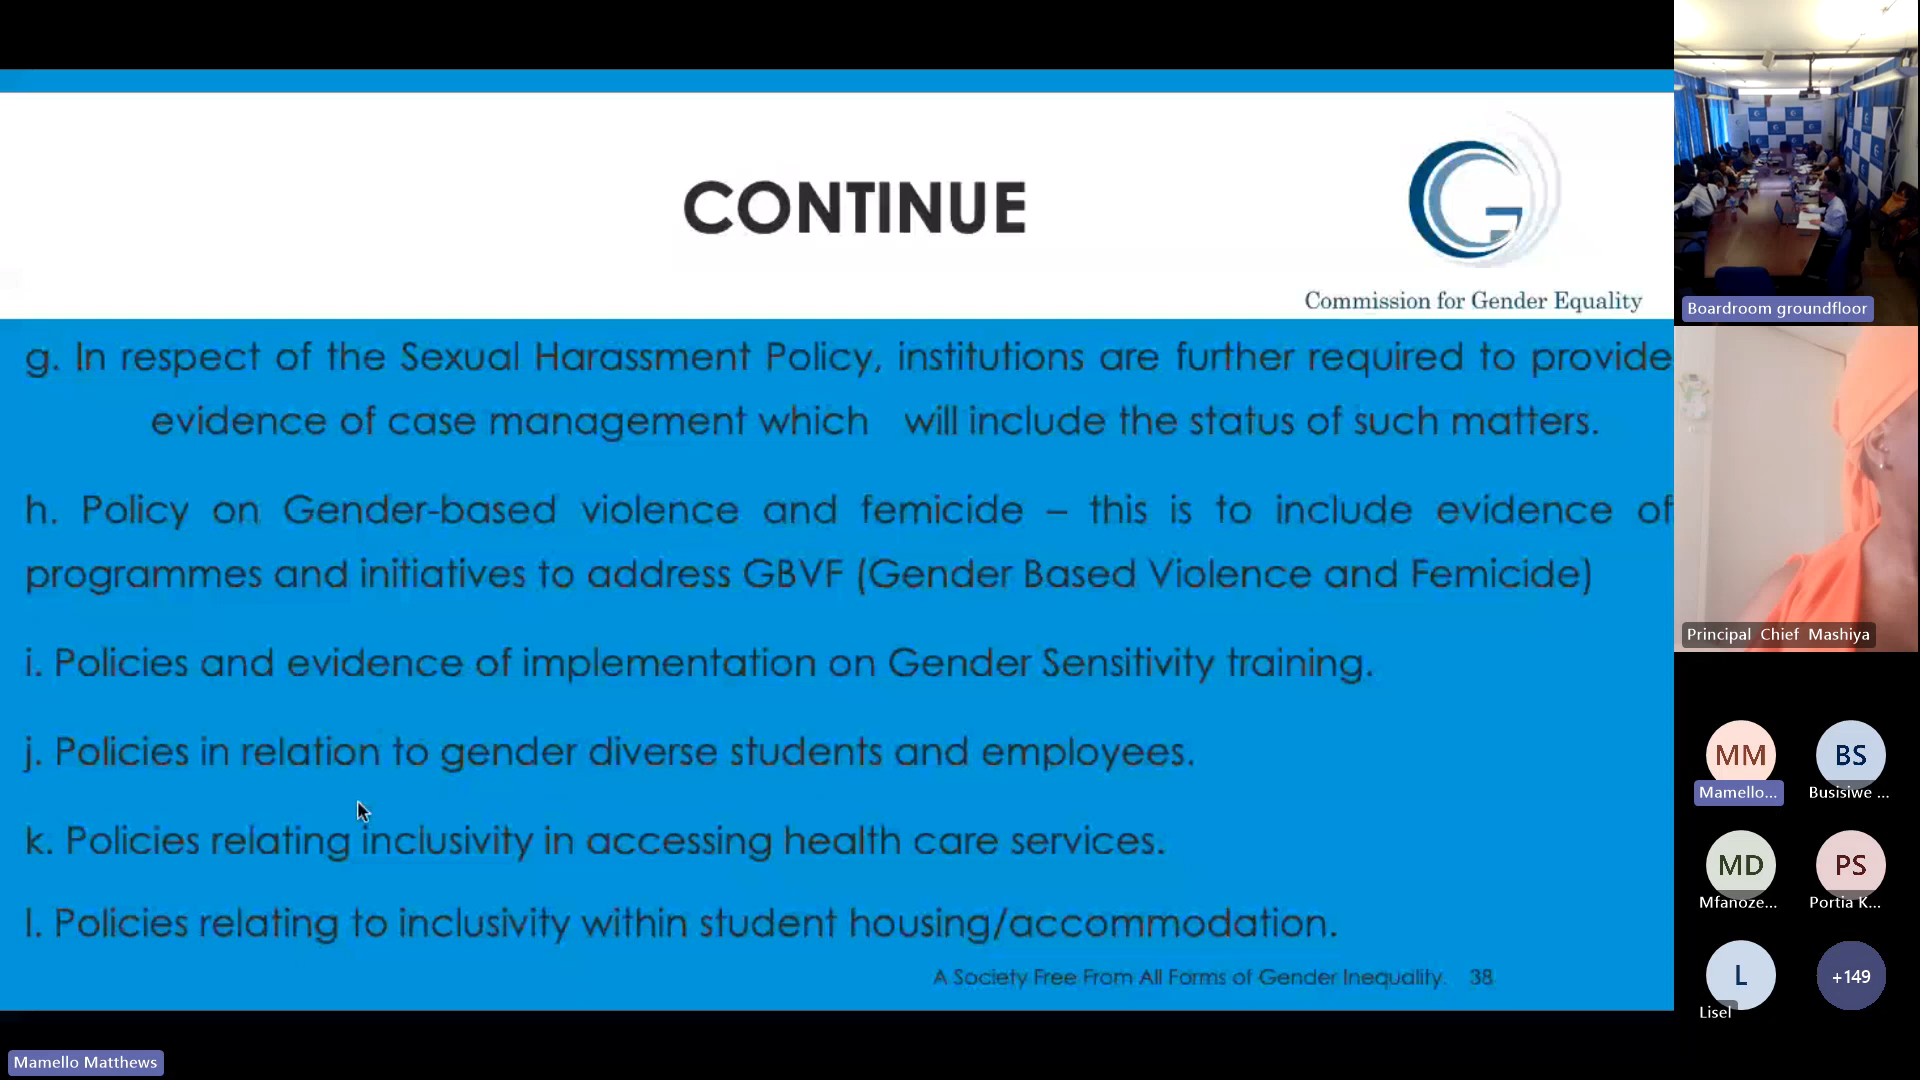 CONTINUE
Commission for Gender Equality
g. In respect of the Sexual Harassment Policy, institutions are further required to provide
evidence of case management which will include the status of such matters.
h. Policy on Gender-based violence and femicide – this is to include evidence of
programmes and initiatives to address GBVF (Gender Based Violence and Femicide)
i. Policies and evidence of implementation on Gender Sensitivity training.
j. Policies in relation to gender diverse students and employees.
k. Policies relating inclusivity in accessing health care services.
l. Policies relating to inclusivity within student housing/accommodation.
A Society Free From All Forms of Gender Inequality. 38
Mamello Matthews
Boardroom groundfloor
Principal Chief Mashiya
MM
Mamello...
BS
Busisiwe ...
MD
Mfanoze...
PS
Portia K...
L
Lisel
+149